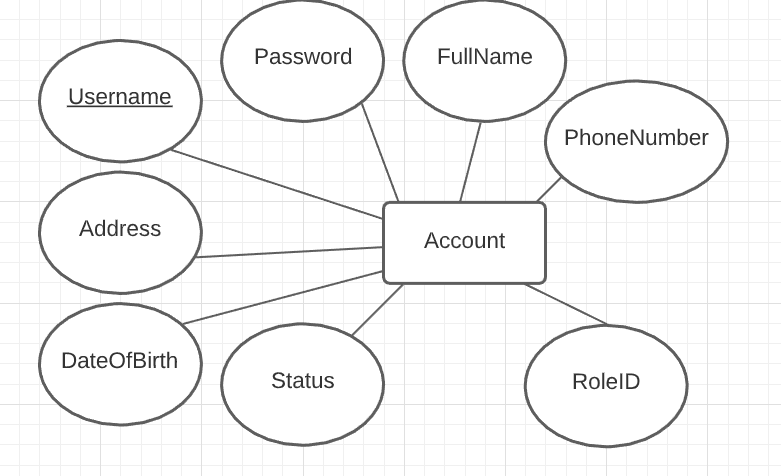 Password
FullName
Username
PhoneNumber
Address
Account
DateOfBirth
Status
RoleID